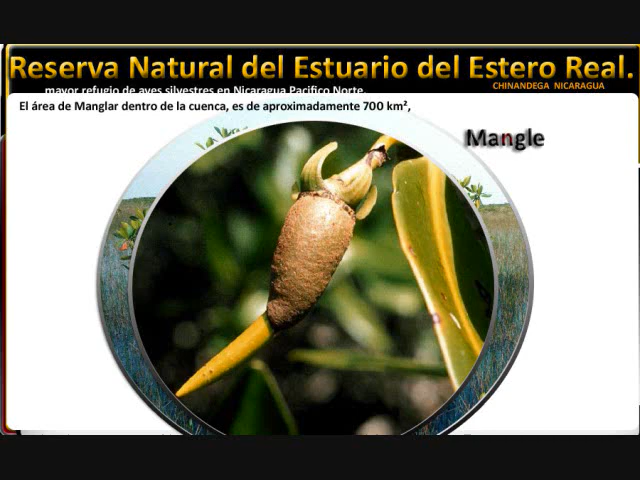 Reserva Natural del Estuario del Estero Real.
CHINANDEGA NICARAGUA
mayor refugio de aves silvestres en Nicaragua Pacifico Norte.
El área de Manglar dentro de la cuenca, es de aproximadamente 700 km²,
Mangle